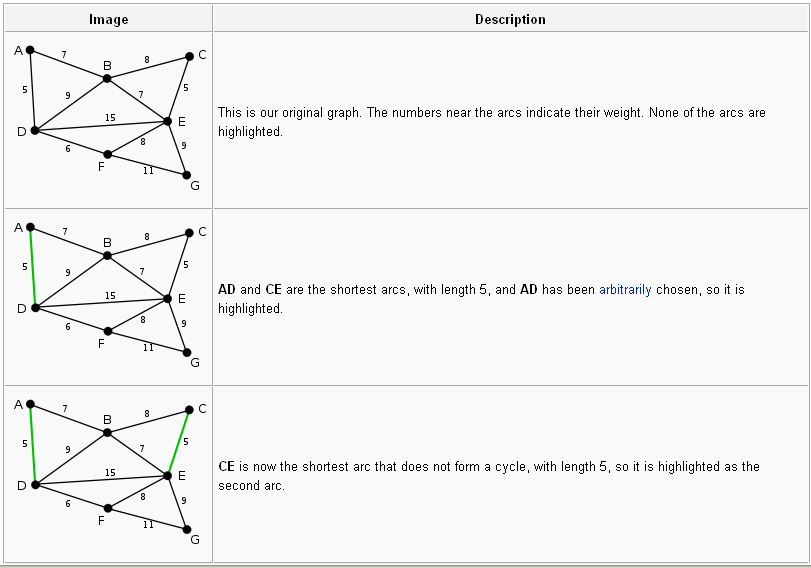 Image Description
A 7 B 8 C
5 9 7 5
D 15 E
6 8 9
F 11
G
This is our original graph. The numbers near the arcs indicate their weight. None of the arcs are
highlighted.
A 7 B 8 C
5 9 7 5
D 15 E
6 8 9
F 11
G
AD and CE are the shortest arcs, with length 5, and AD has been arbitrarily chosen, so it is
highlighted.
A 7 B 8 C
5 9 7 5
D 15 E
6 8 9
F 11
G
CE is now the shortest arc that does not form a cycle, with length 5, so it is highlighted as the
second arc.